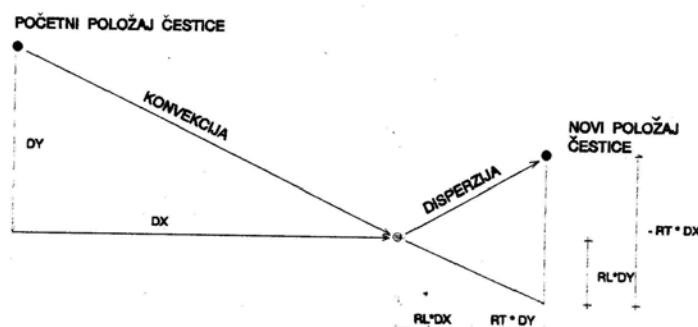 POČETNI POLOŽAJ ČESTICE
KONVEKCIJA
DY
DX
DISPERZIJA
NOVI POLOŽAJ
ČESTICE
- RT * DX
RL*DY
RL*DX
RT * DY